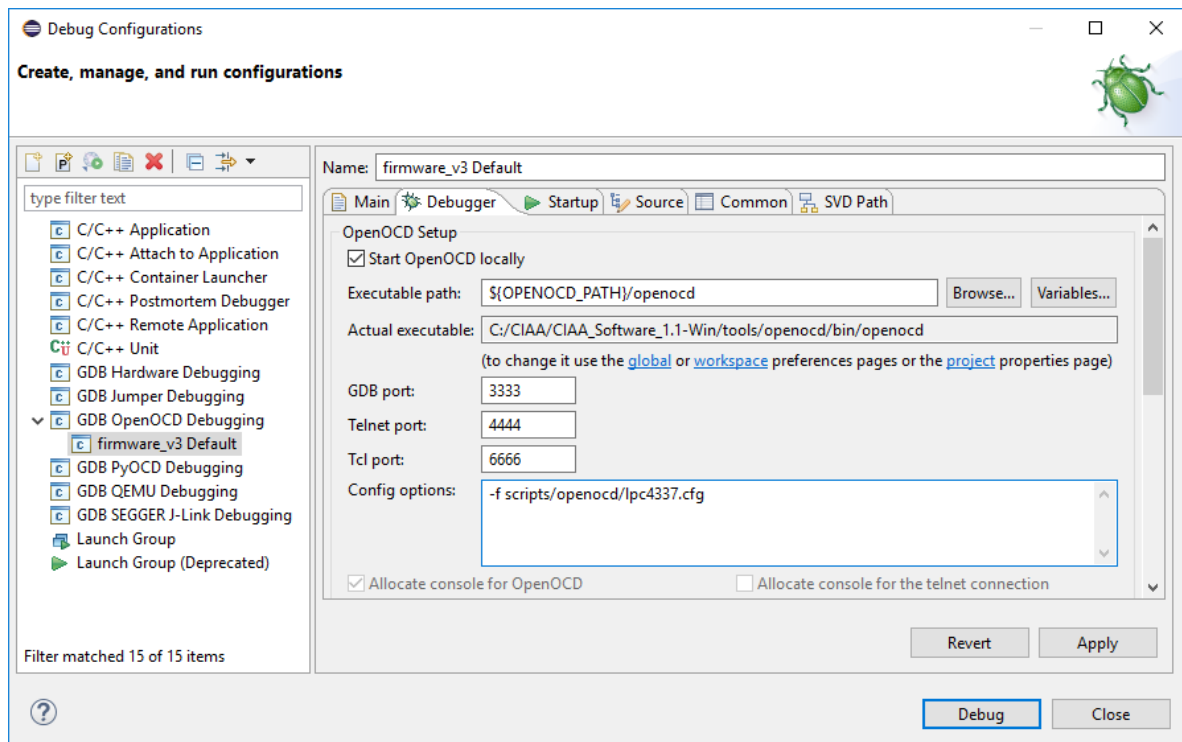 Debug Configurations
Create, manage, and run configurations
type filter text
C/C++ Application
C/C++ Attach to Application
C/C++ Container Launcher
C/C++ Postmortem Debugger
C/C++ Remote Application
C/C++ Unit
GDB Hardware Debugging
GDB Jumper Debugging
GDB OpenOCD Debugging
firmware_v3 Default
GDB PyOCD Debugging
GDB QEMU Debugging
GDB SEGGER J-Link Debugging
Launch Group
Launch Group (Deprecated)
Filter matched 15 of 15 items
Name: firmware_v3 Default
Main Debugger Startup Source Common SVD Path
OpenOCD Setup
Start OpenOCD locally
Executable path: ${OPENOCD_PATH}/openocd Browse... Variables...
Actual executable: C:/CIAA/CIAA_Software_1.1-Win/tools/openocd/bin/openocd
(to change it use the global or workspace preferences pages or the project properties page)
GDB port: 3333
Telnet port: 4444
Tcl port: 6666
Config options: -f scripts/openocd/lpc4337.cfg
Allocate console for OpenOCD Allocate console for the telnet connection
Revert Apply
Debug Close